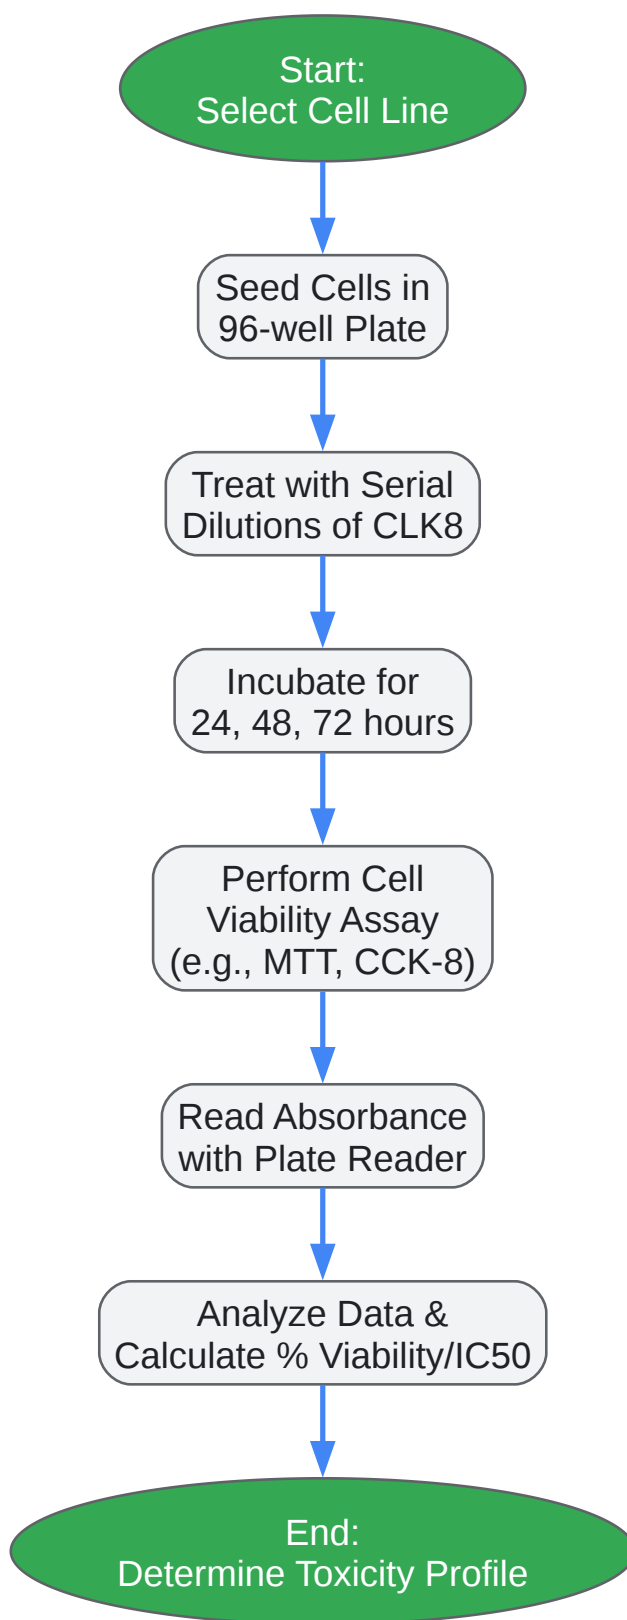 Start:
Select Cell Line
Seed Cells in
96-well Plate
Treat with Serial
Dilutions of CLK8
Incubate for
24, 48, 72 hours
Perform Cell
Viability Assay
(e.g., MTT, CCK-8)
Read Absorbance
with Plate Reader
Analyze Data &
Calculate % Viability/IC50
End:
Determine Toxicity Profile